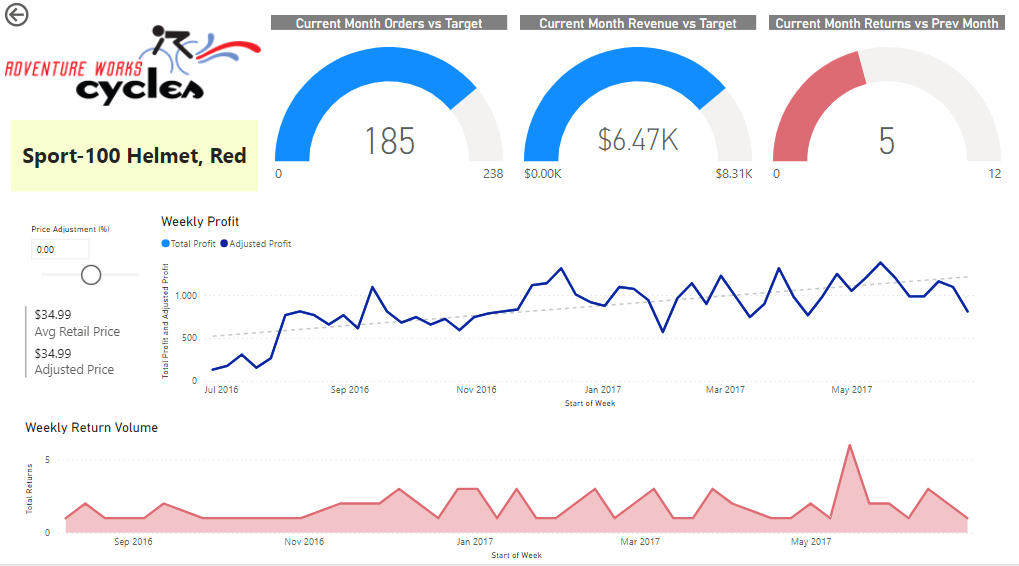 Current Month Orders vs Target
Current Month Revenue vs Target
Current Month Returns vs Prev Month
ADVENTURE WORKS
cycles
185
0
238
$6.47K
$0.00K
$8.31K
5
0
12
Sport-100 Helmet, Red
Price Adjustment (%)
0.00
$34.99
Avg Retail Price
$34.99
Adjusted Price
Weekly Profit
Total Profit
Adjusted Profit
Total Profit and Adjusted Profit
1,000
500
0
Jul 2016
Sep 2016
Nov 2016
Jan 2017
Mar 2017
May 2017
Start of Week
Weekly Return Volume
Total Returns
5
0
Sep 2016
Nov 2016
Jan 2017
Mar 2017
May 2017
Start of Week